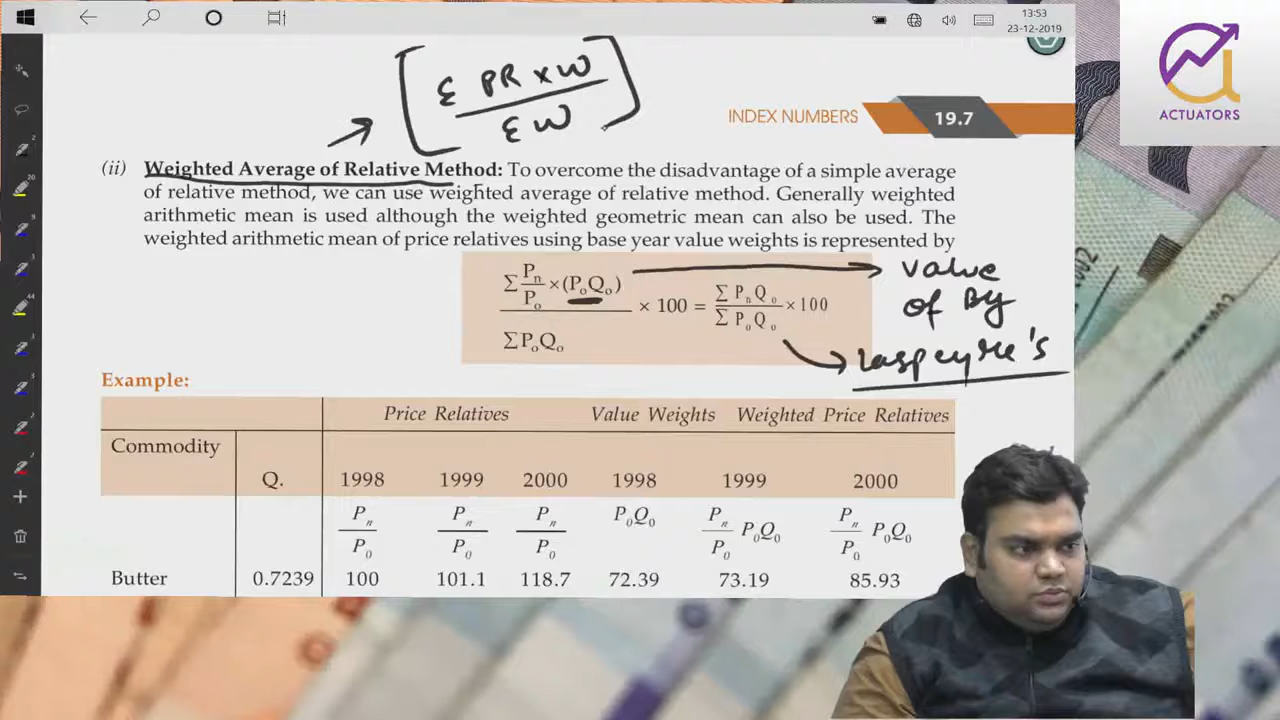 13:53
23-12-2019
ACTUATORS
Σ PR × W
Σ W
INDEX NUMBERS 19.7
(ii) Weighted Average of Relative Method: To overcome the disadvantage of a simple average
of relative method, we can use weighted average of relative method. Generally weighted
arithmetic mean is used although the weighted geometric mean can also be used. The
weighted arithmetic mean of price relatives using base year value weights is represented by
Σ Pn/Po ×(PoQo)
ΣPoQo
× 100 = Σ PnQo / Σ PoQo ×100
value
of By
Laspeyre's
Example:
Price Relatives Value Weights Weighted Price Relatives
Commodity
Q. 1998 1999 2000 1998 1999 2000
Pn/P0 Pn/P0 Pn/P0 P0Q0 Pn/P0 P0Q0 Pn/P0 P0Q0
Butter 0.7239 100 101.1 118.7 72.39 73.19 85.93